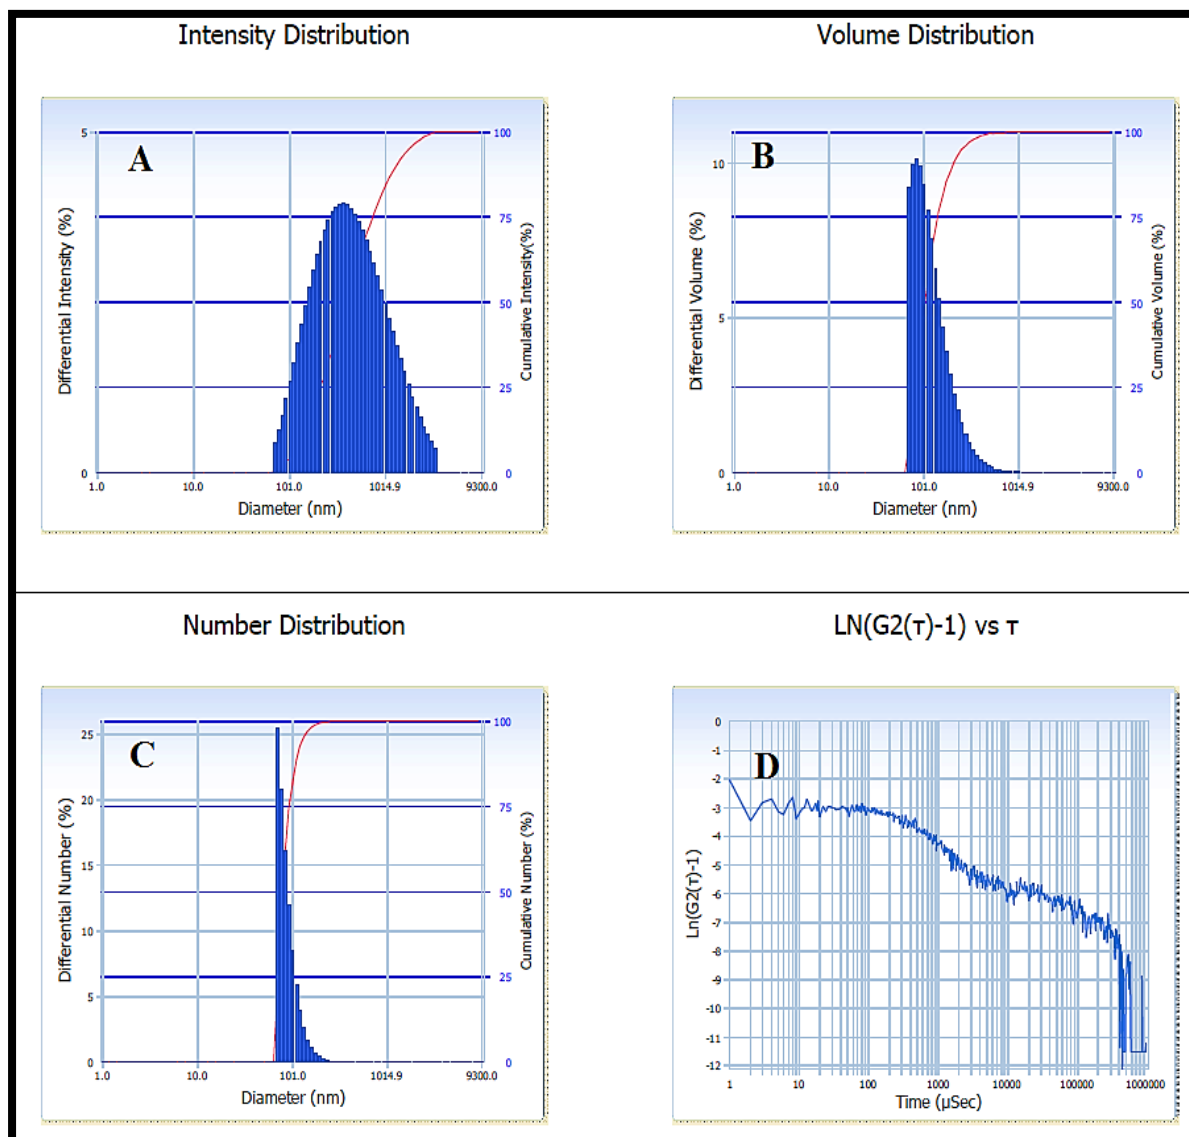 Intensity Distribution
Volume Distribution
A
Differential Intensity (%)
Cumulative Intensity(%)
5
0
100
75
50
25
0
1.0 10.0 101.0 1014.9 9300.0
Diameter (nm)
B
Differential Volume (%)
Cumulative Volume (%)
10
5
0
100
75
50
25
0
1.0 10.0 101.0 1014.9 9300.0
Diameter (nm)
Number Distribution
LN(G2(τ)-1) vs τ
C
Differential Number (%)
Cumulative Number (%)
25
20
15
10
5
0
100
75
50
25
0
1.0 10.0 101.0 1014.9 9300.0
Diameter (nm)
D
Ln(G2(τ)-1)
0
-1
-2
-3
-4
-5
-6
-7
-8
-9
-10
-11
-12
1 10 100 1000 10000 100000 1000000
Time (µSec)